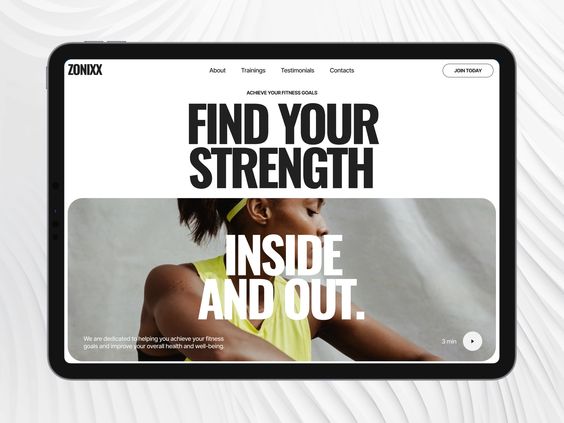 ZONIXX
About Trainings Testimonials Contacts
JOIN TODAY
ACHIEVE YOUR FITNESS GOALS
FIND YOUR
STRENGTH
INSIDE
AND OUT.
We are dedicated to helping you achieve your fitness
goals and improve your overall health and well-being.
3 min